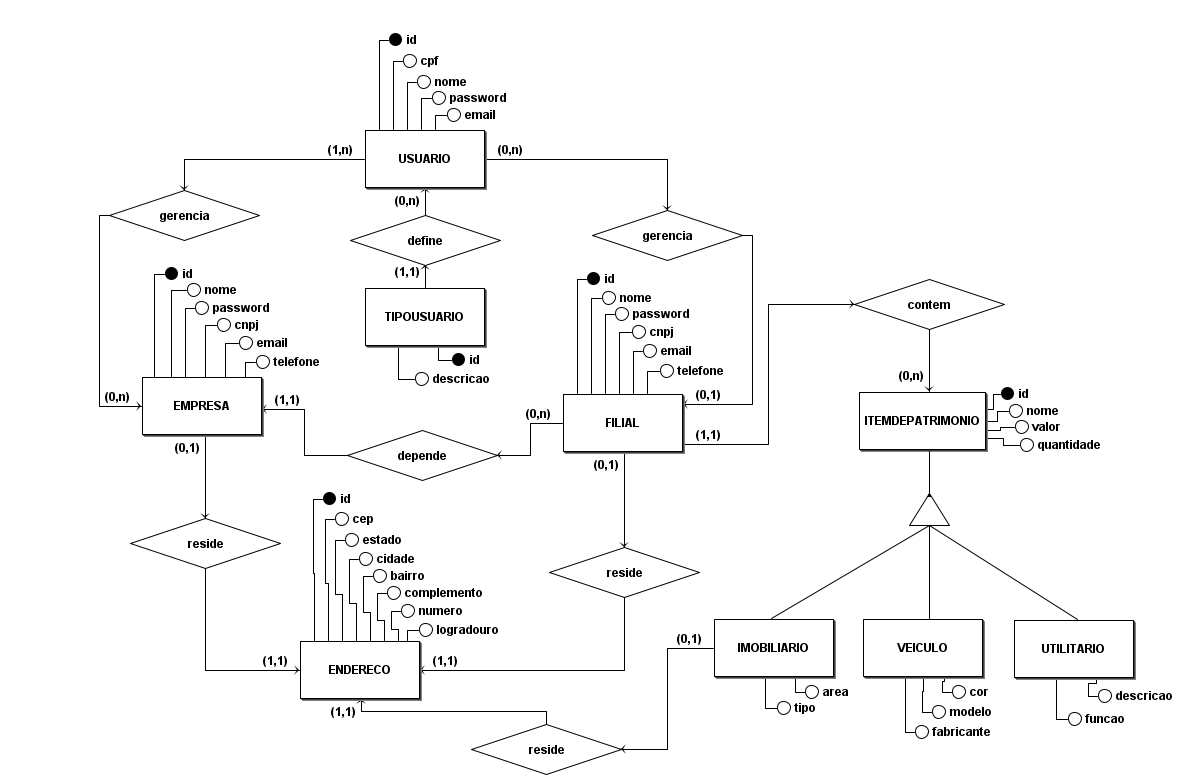 id
cpf
nome
password
email
(1,n)
USUARIO
(0,n)
gerencia
(0,n)
define
gerencia
(1,1)
id
nome
password
cnpj
email
telefone
TIPOUSUARIO
id
descricao
id
nome
password
cnpj
email
telefone
contem
(0,n)
(0,n)
EMPRESA
(1,1)
(0,n)
FILIAL
(0,1)
(1,1)
ITEMDEPATRIMONIO
id
nome
valor
quantidade
(0,1)
depende
(0,1)
id
cep
estado
cidade
bairro
complemento
numero
logradouro
reside
reside
(1,1)
ENDERECO
(1,1)
(0,1)
IMOBILIARIO
VEICULO
UTILITARIO
area
tipo
cor
modelo
fabricante
descricao
funcao
(1,1)
reside